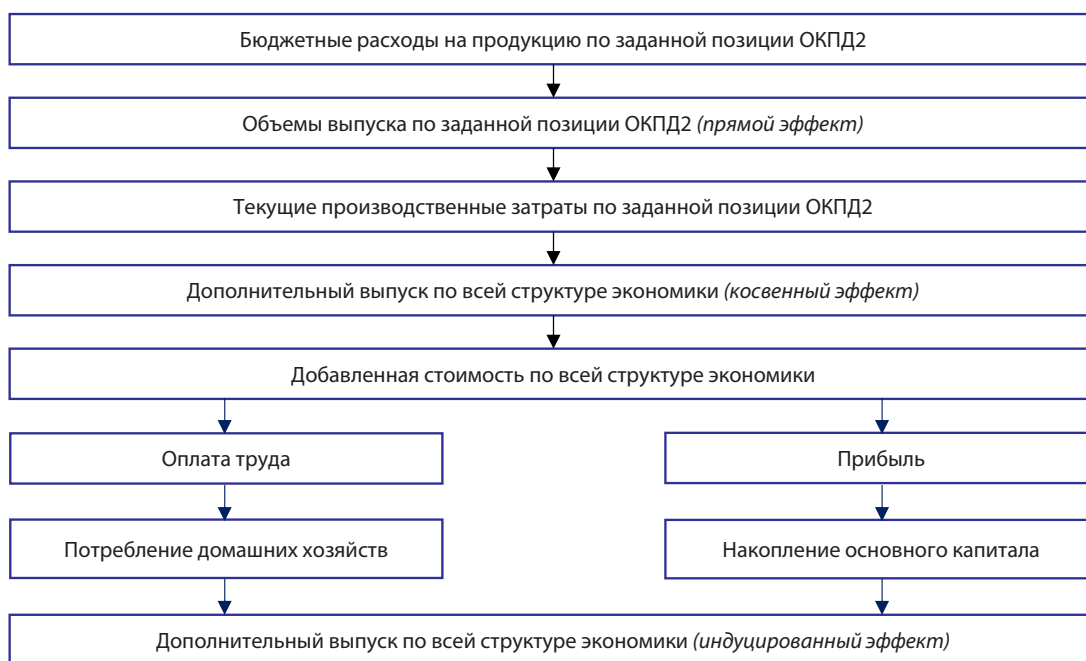 Бюджетные расходы на продукцию по заданной позиции ОКПД2
Объемы выпуска по заданной позиции ОКПД2 (прямой эффект)
Текущие производственные затраты по заданной позиции ОКПД2
Дополнительный выпуск по всей структуре экономики (косвенный эффект)
Добавленная стоимость по всей структуре экономики
Оплата труда
Прибыль
Потребление домашних хозяйств
Накопление основного капитала
Дополнительный выпуск по всей структуре экономики (индуцированный эффект)